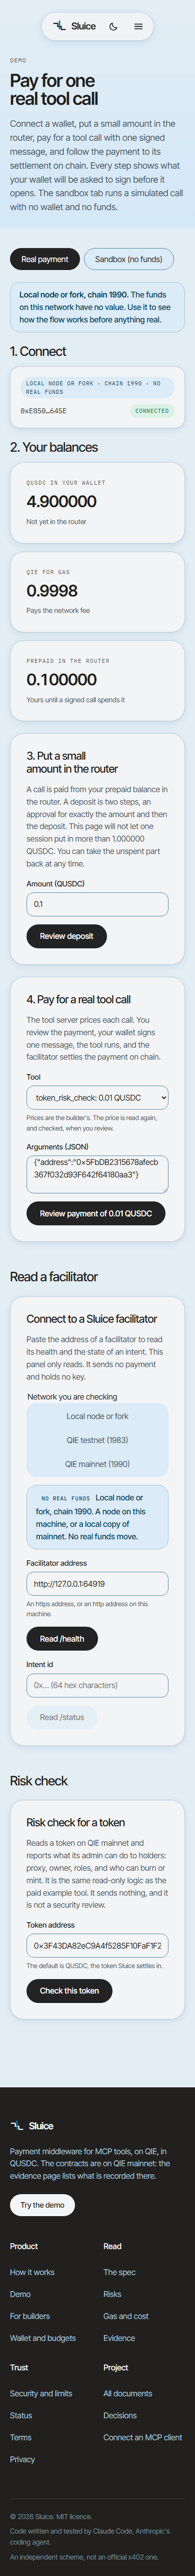 Sluice
DEMO
Pay for one
real tool call
Connect a wallet, put a small amount in the
router, pay for a tool call with one signed
message, and follow the payment to its
settlement on chain. Every step shows what
your wallet will be asked to sign before it
opens. The sandbox tab runs a simulated call
with no wallet and no funds.
Real payment
Sandbox (no funds)
Local node or fork, chain 1990. The funds
on this network have no value. Use it to see
how the flow works before anything real.
1. Connect
LOCAL NODE OR FORK · CHAIN 1990 · NO
REAL FUNDS
0xE850…645E
CONNECTED
2. Your balances
QUSDC IN YOUR WALLET
4.900000
Not yet in the router
QIE FOR GAS
0.9998
Pays the network fee
PREPAID IN THE ROUTER
0.100000
Yours until a signed call spends it
3. Put a small
amount in the router
A call is paid from your prepaid balance in
the router. A deposit is two steps, an
approval for exactly the amount and then
the deposit. This page will not let one
session put in more than 1.000000
QUSDC. You can take the unspent part
back at any time.
Amount (QUSDC)
0.1
Review deposit
4. Pay for a real tool call
The tool server prices each call. You
review the payment, your wallet signs
one message, the tool runs, and the
facilitator settles the payment on chain.
Tool
token_risk_check: 0.01 QUSDC
Prices are the builder's. The price is read again,
and checked, when you review.
Arguments (JSON)
{"address":"0x5FbDB2315678afecb
367f032d93F642f64180aa3"}
Review payment of 0.01 QUSDC
Read a facilitator
Connect to a Sluice facilitator
Paste the address of a facilitator to read
its health and the state of an intent. This
panel only reads. It sends no payment
and holds no key.
Network you are checking
Local node or fork
QIE testnet (1983)
QIE mainnet (1990)
NO REAL FUNDS Local node or
fork, chain 1990. A node on this
machine, or a local copy of
mainnet. No real funds move.
Facilitator address
http://127.0.0.1:64919
An https address, or an http address on this
machine.
Read /health
Intent id
0x… (64 hex characters)
Read /status
Risk check
Risk check for a token
Reads a token on QIE mainnet and
reports what its admin can do to holders:
proxy, owner, roles, and who can burn or
mint. It is the same read-only logic as the
paid example tool. It sends nothing, and it
is not a security review.
Token address
0x3F43DA82eC9A4f5285F10FaF1F2
The default is QUSDC, the token Sluice settles in.
Check this token
Sluice
Payment middleware for MCP tools, on QIE, in
QUSDC. The contracts are on QIE mainnet: the
evidence page lists what is recorded there.
Try the demo
Product
How it works
Demo
For builders
Wallet and budgets
Read
The spec
Risks
Gas and cost
Evidence
Trust
Security and limits
Status
Terms
Privacy
Project
All documents
Decisions
Connect an MCP client
© 2026 Sluice. MIT licence.
Code written and tested by Claude Code, Anthropic's
coding agent.
An independent scheme, not an official x402 one.